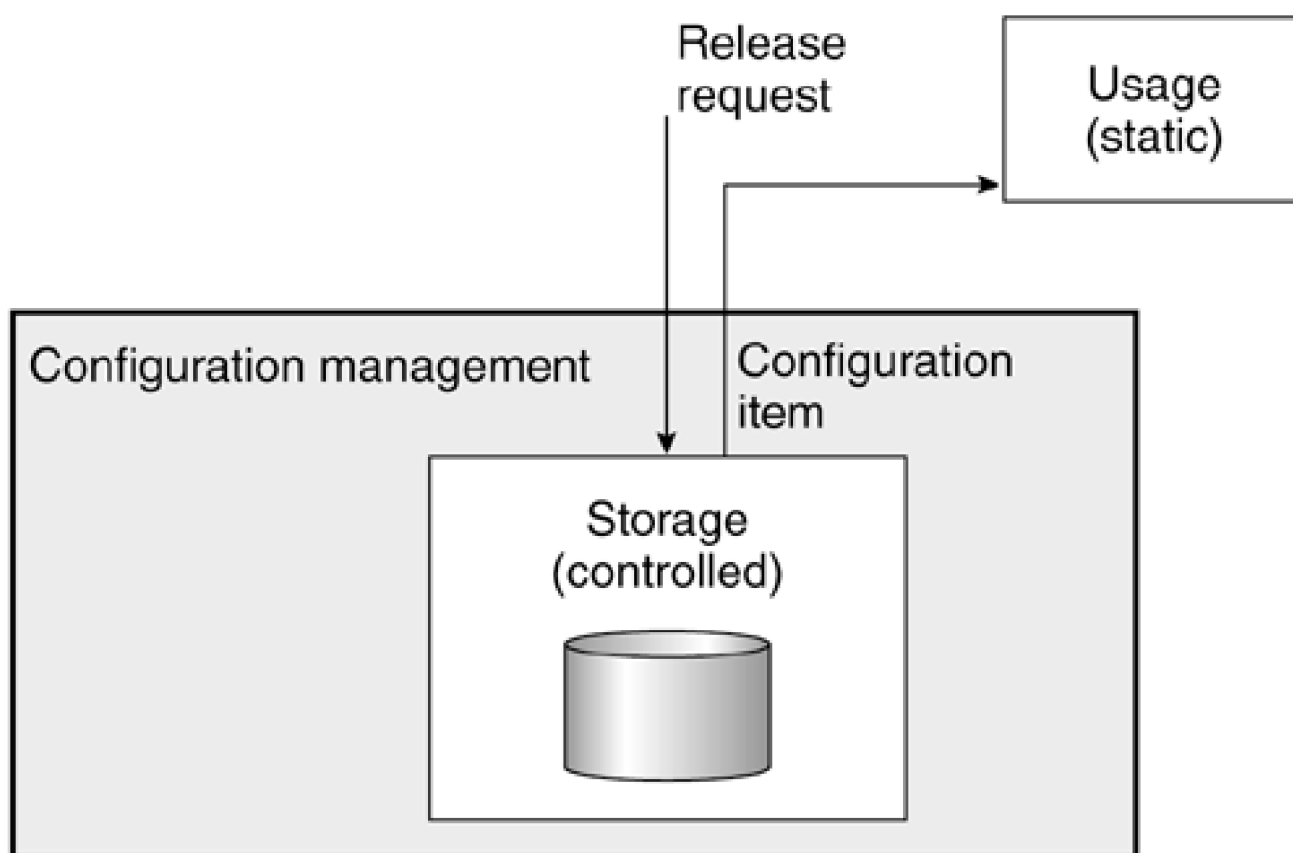 Release
request
Usage
(static)
Configuration management
Configuration
item
Storage
(controlled)